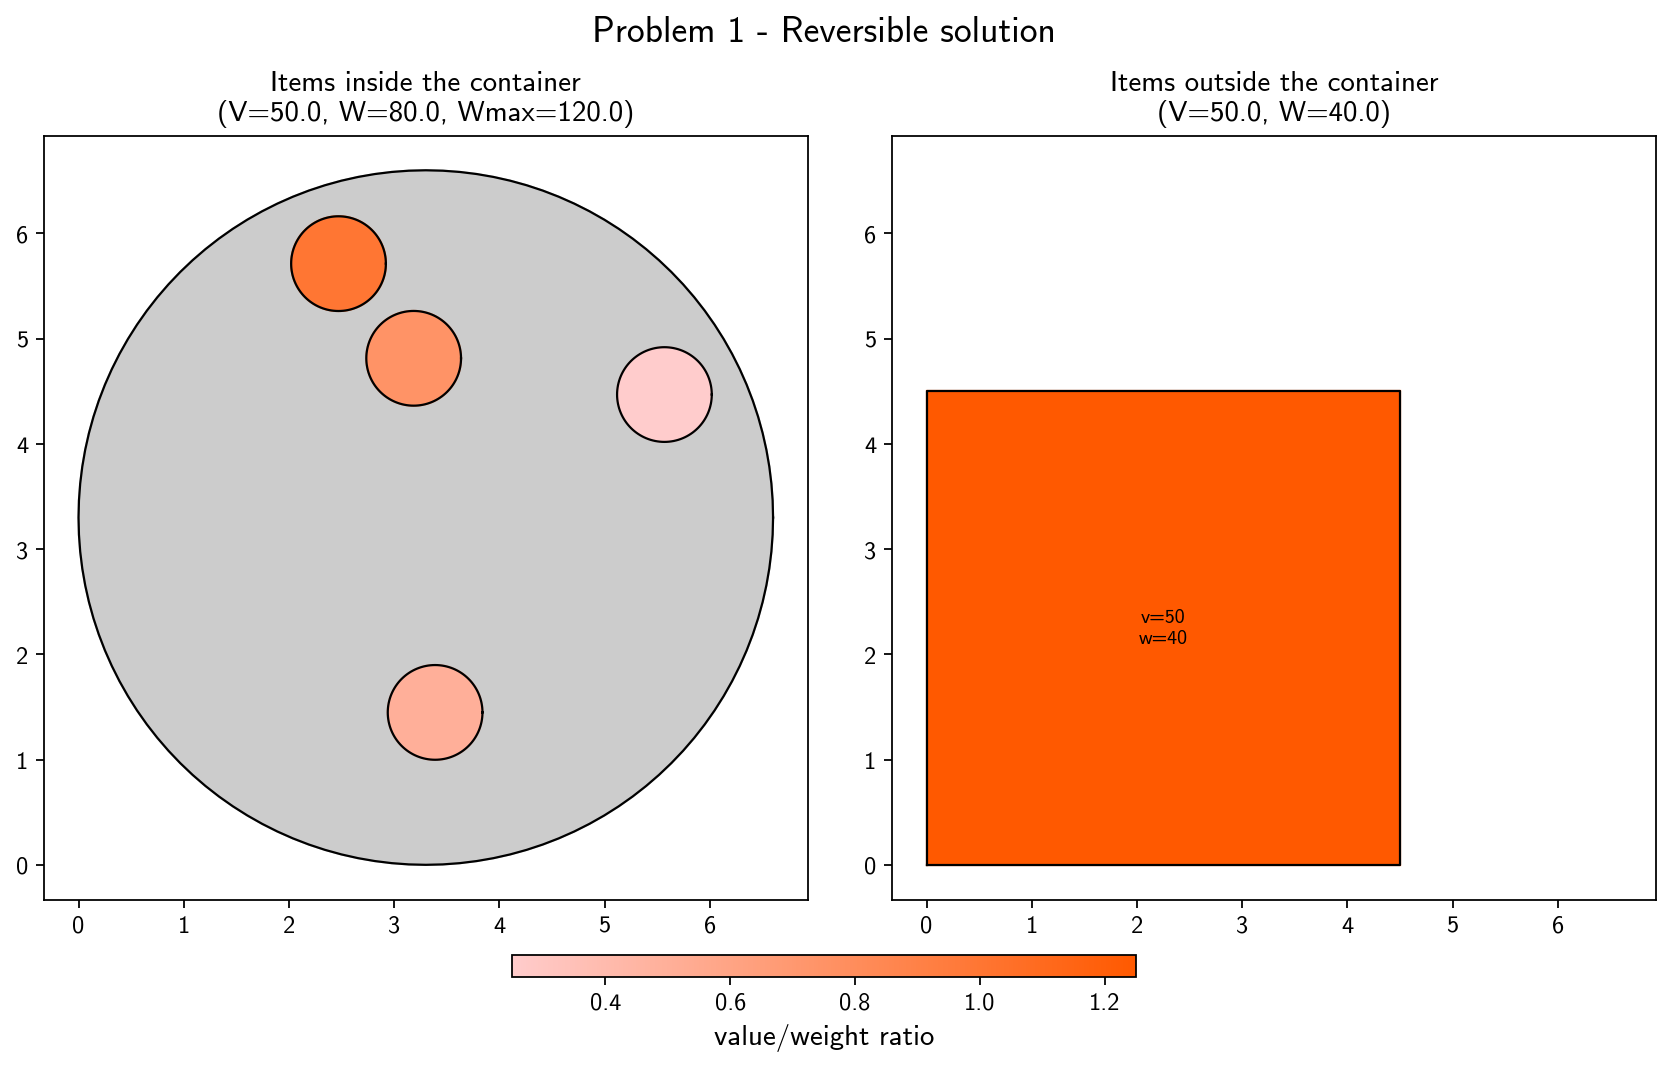 Problem 1 - Reversible solution
Items inside the container
(V=50.0, W=80.0, Wmax=120.0)
6
5
4
3
2
1
0
0 1 2 3 4 5 6
Items outside the container
(V=50.0, W=40.0)
6
5
4
3
2
1
0
v=50
w=40
0 1 2 3 4 5 6
0.4 0.6 0.8 1.0 1.2
value/weight ratio